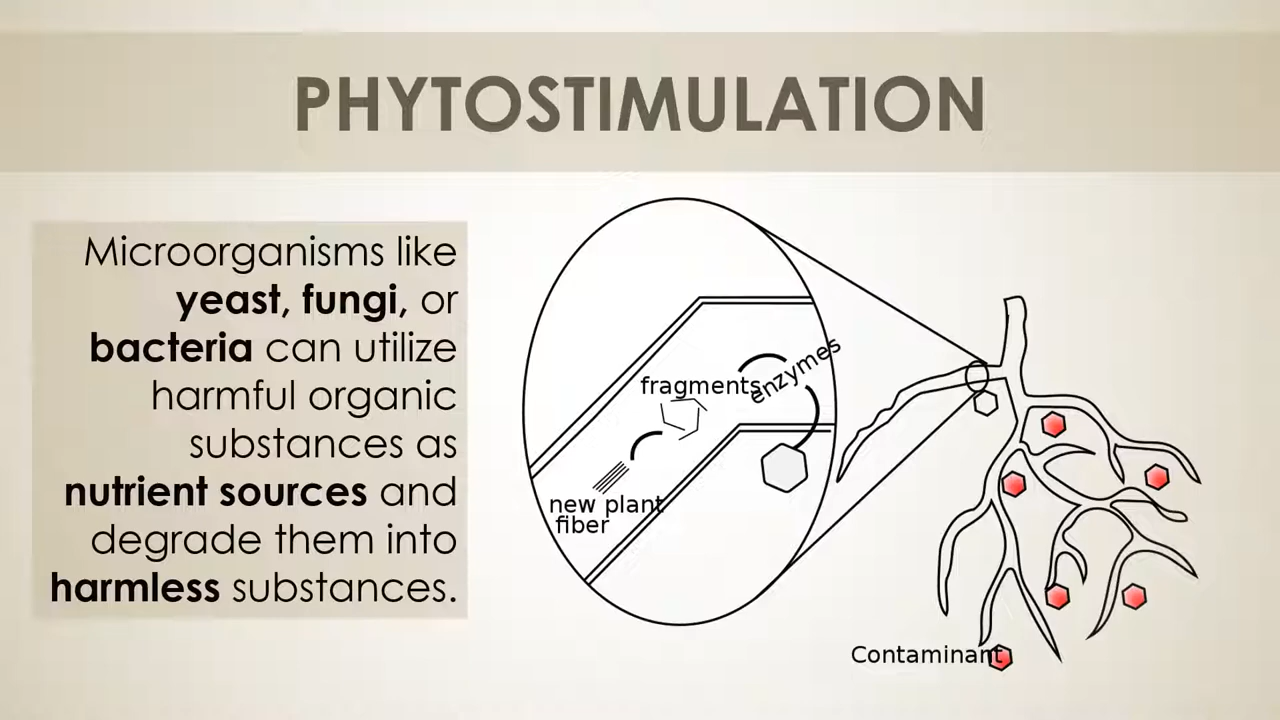 PHYTOSTIMULATION
Microorganisms like
yeast, fungi, or
bacteria can utilize
harmful organic
substances as
nutrient sources and
degrade them into
harmless substances.
fragments
enzymes
new plant
fiber
Contaminant